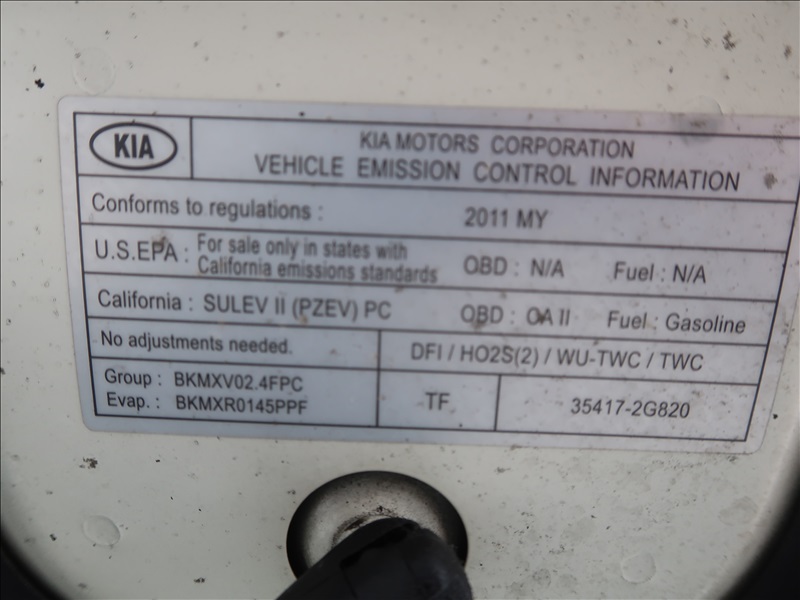 KIA
KIA MOTORS CORPORATION
VEHICLE EMISSION CONTROL INFORMATION
Conforms to regulations : 2011 MY
U.S.EPA : For sale only in states with California emissions standards OBD : N/A Fuel : N/A
California : SULEV II (PZEV) PC OBD : CA II Fuel : Gasoline
No adjustments needed. DFI / HO2S(2) / WU-TWC / TWC
Group : BKMXV02.4FPC
Evap. : BKMXR0145PPF
TF 35417-2G820